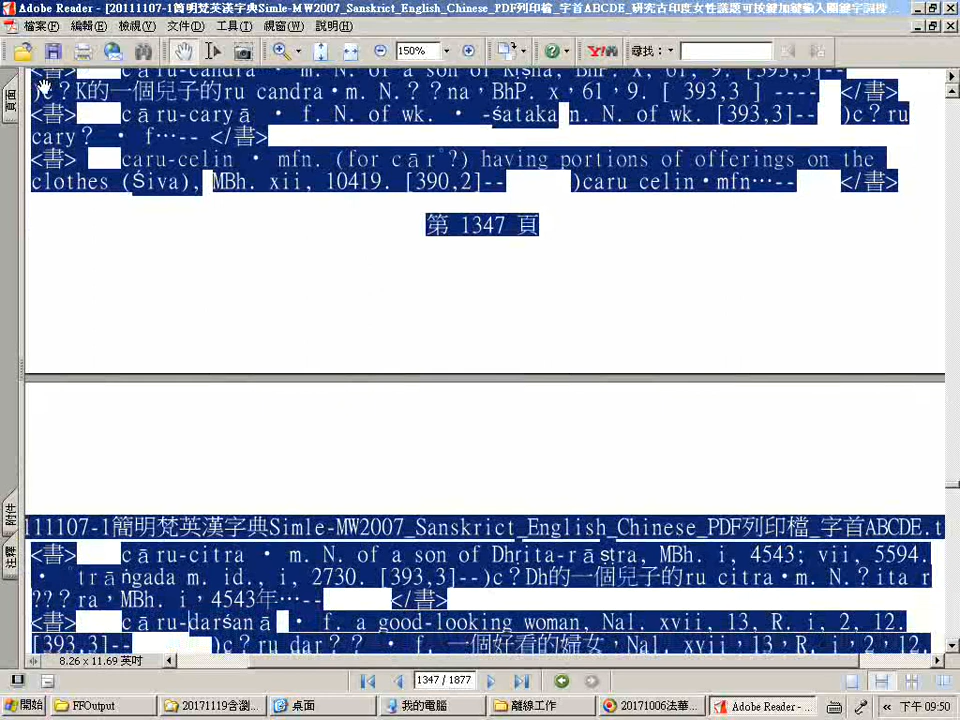 Adobe Reader - [20111107-1簡明梵英漢字典Simle-MW2007_Sanskrict_English_Chinese_PDF列印檔_字首ABCDE_研究古印度女性議題可按鍵加鍵輸入關鍵字詞搜
檔案(F) 編輯(E) 檢視(V) 文件(D) 工具(T) 視窗(W) 說明(H)
150% 尋找：
頁面
<書> cāru-candra • m. N. of a son of Kṛṣṇa, BhP. x, 61, 9. [393,3]--
)c？K的一個兒子的ru candra•m. N.？？na，BhP. x，61，9. [ 393,3 ] ---- </書>
<書> cāru-caryā • f. N. of wk. • -śataka n. N. of wk. [393,3]-- )c？ru
cary？ • f…-- </書>
<書> caru-celin • mfn. (for cār°?) having portions of offerings on the
clothes (Śiva), MBh. xii, 10419. [390,2]-- )caru celin•mfn…-- </書>
第 1347 頁
附件
注釋
111107-1簡明梵英漢字典Simle-MW2007_Sanskrict_English_Chinese_PDF列印檔_字首ABCDE.t
<書> cāru-citra • m. N. of a son of Dhrita-rāṣṭra, MBh. i, 4543; vii, 5594.
• °trāṅgada m. id., i, 2730. [393,3]--)c？Dh的一個兒子的ru citra•m. N.？ita r
??？ra，MBh. i，4543年…-- </書>
<書> cāru-darśanā • f. a good-looking woman, Nal. xvii, 13, R. i, 2, 12.
[393,3]-- )c？ru dar？？ • f. 一個好看的婦女，Nal. xvii，13，R. i，2，12.
8.26 x 11.69 英吋
1347 / 1877
開始 FFOutput 20171119含瀏... 桌面 我的電腦 離線工作 20171006法華... Adobe Reader - ... 下午 09:50